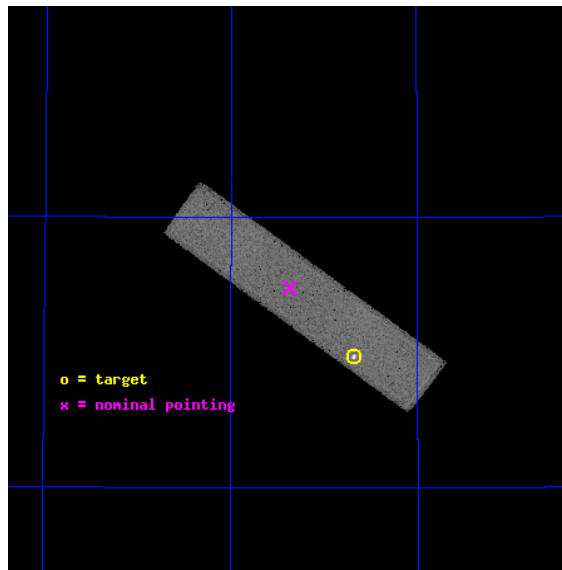 o = target
x = nominal pointing